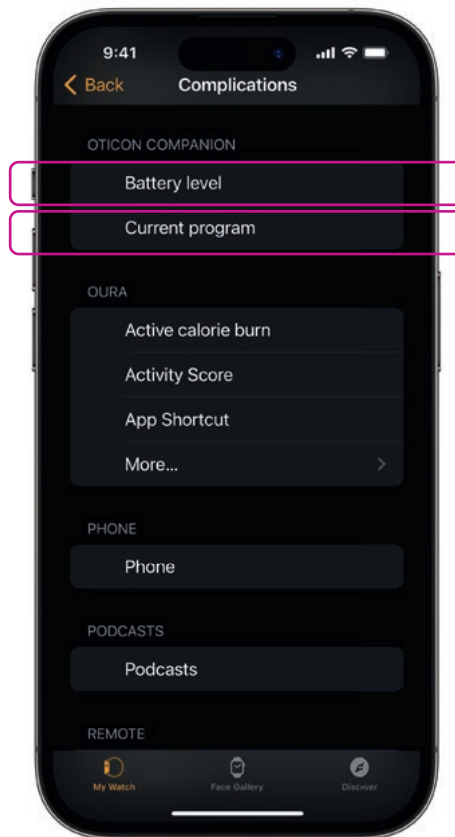 9:41
Back
Complications
OTICON COMPANION
Battery level
Current program
OURA
Active calorie burn
Activity Score
App Shortcut
More...
PHONE
Phone
PODCASTS
Podcasts
REMOTE
My Watch
Face Gallery
Discover